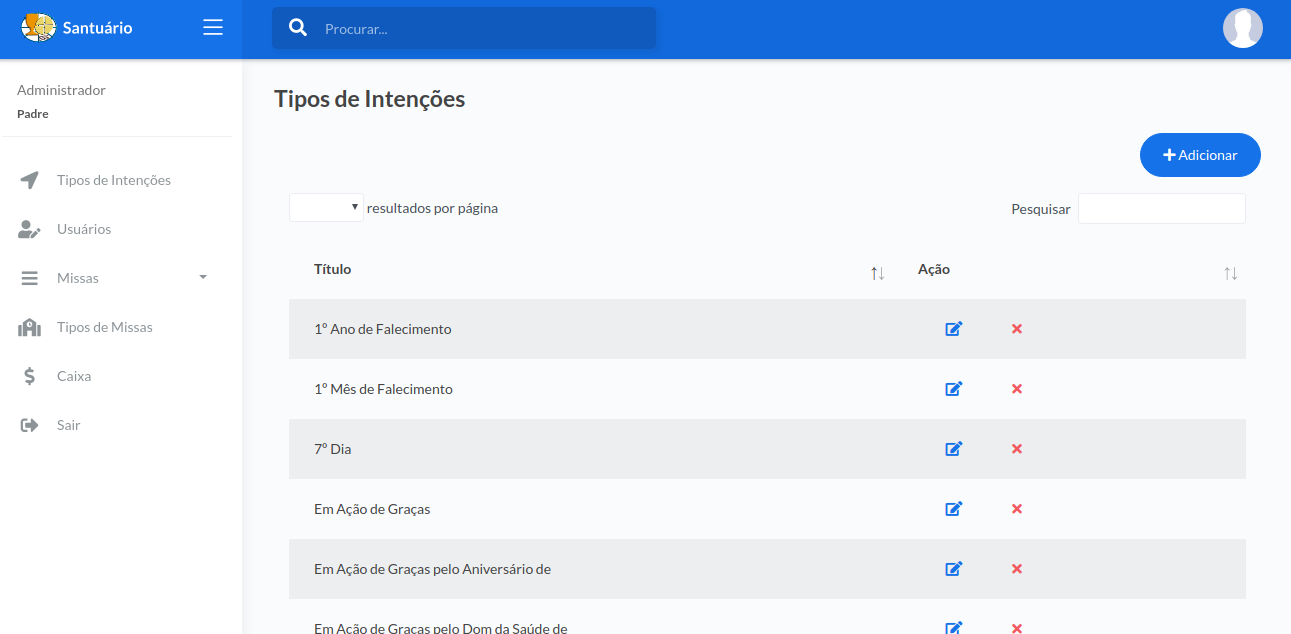 Santuário
Procurar...
Administrador
Padre
Tipos de Intenções
Usuários
Missas
Tipos de Missas
Caixa
Sair
Tipos de Intenções
Adicionar
resultados por página
Pesquisar
Título Ação
1º Ano de Falecimento
1º Mês de Falecimento
7º Dia
Em Ação de Graças
Em Ação de Graças pelo Aniversário de
Em Ação de Graças pelo Dom da Saúde de